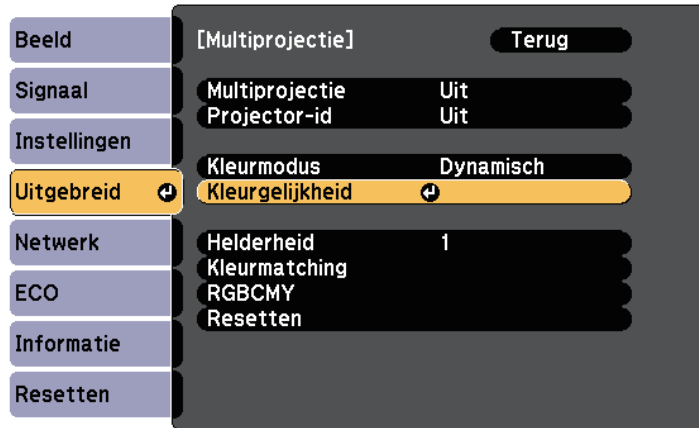 Beeld
Signaal
Instellingen
Uitgebreid
Netwerk
ECO
Informatie
Resetten
[Multiprojectie] Terug
Multiprojectie Uit
Projector-id Uit
Kleurmodus Dynamisch
Kleurgelijkheid
Helderheid 1
Kleurmatching
RGBCMY
Resetten